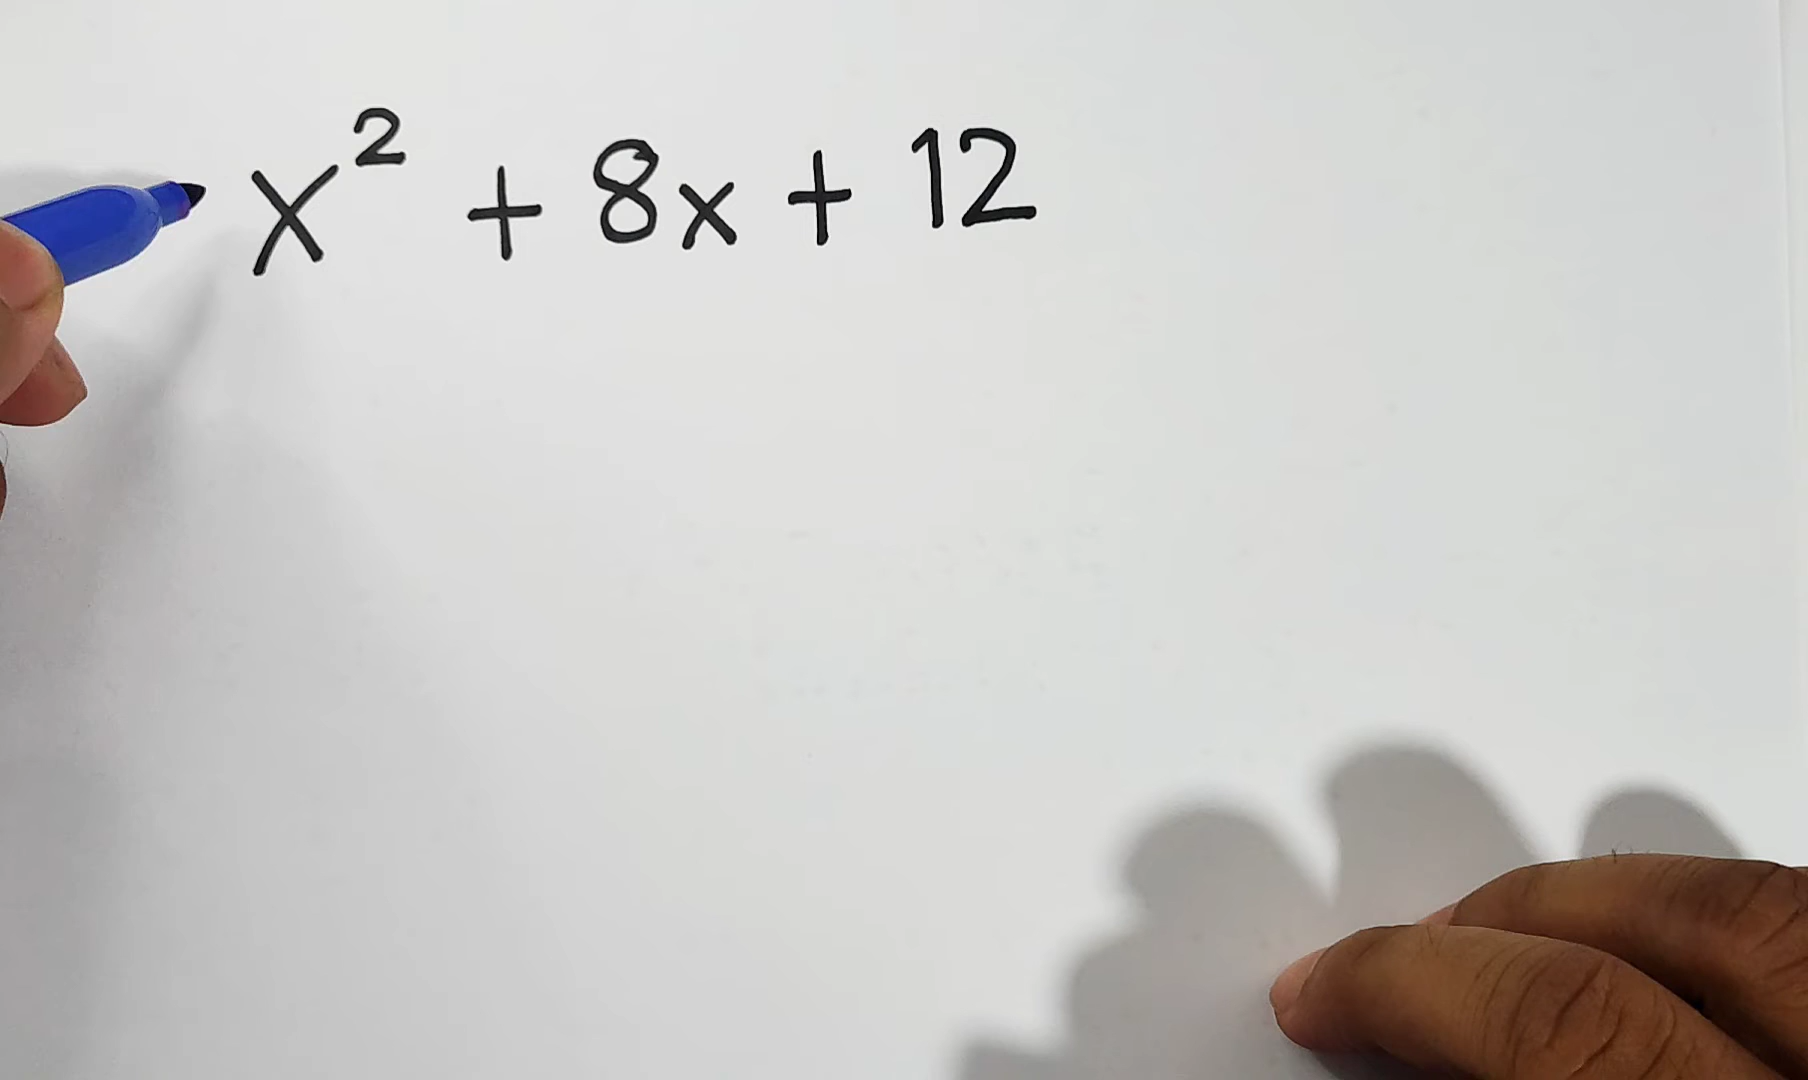 x² + 8x + 12